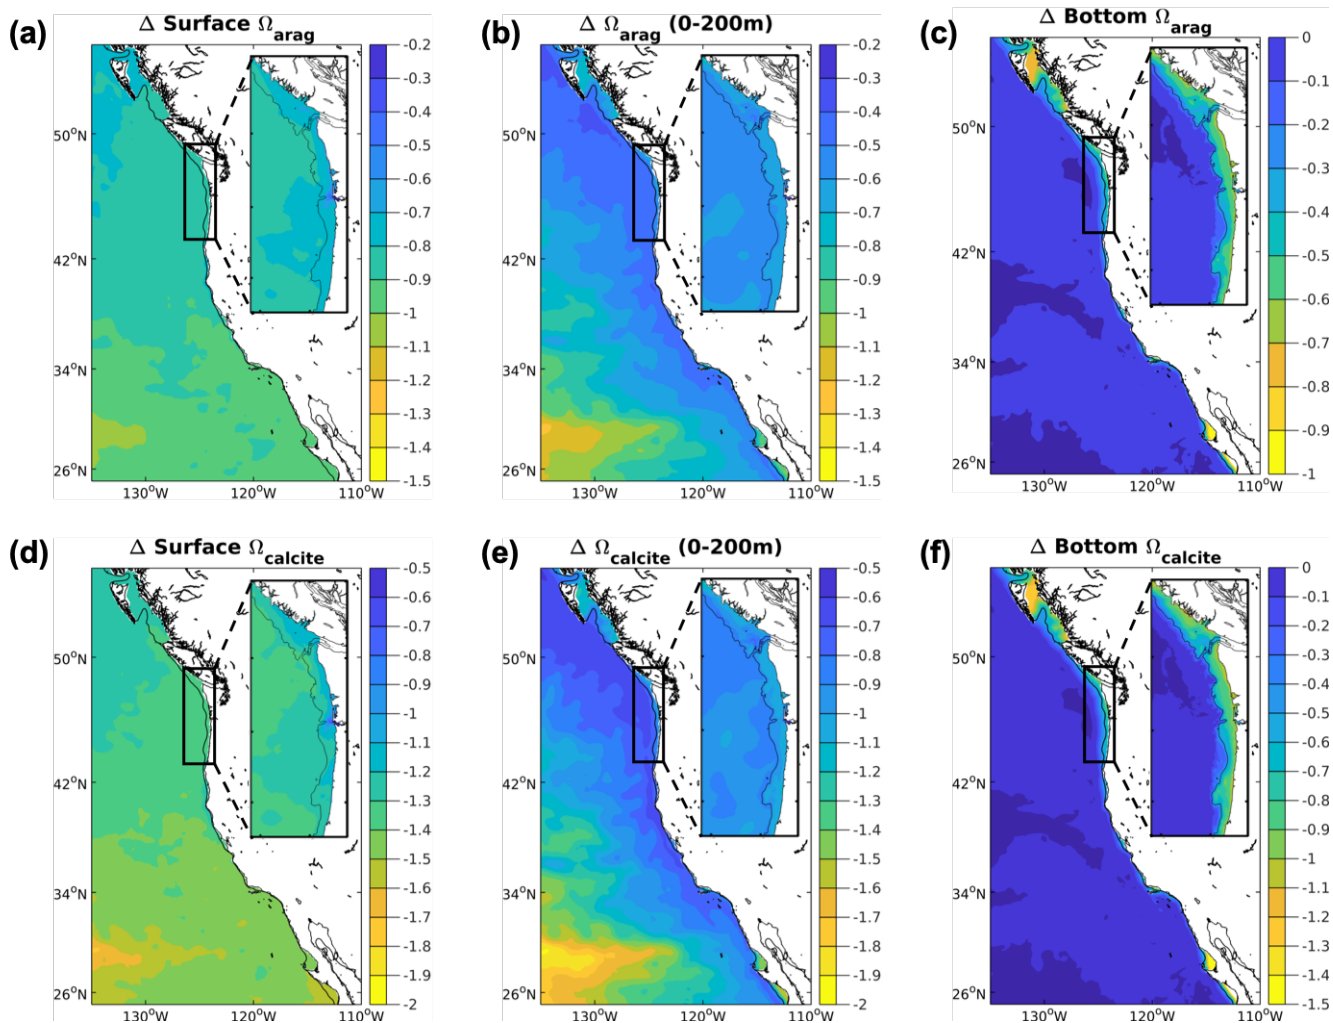 (a) Δ Surface Ωarag
50°N
42°N
34°N
26°N
130°W 120°W 110°W
-0.2
-0.3
-0.4
-0.5
-0.6
-0.7
-0.8
-0.9
-1
-1.1
-1.2
-1.3
-1.4
-1.5
(b) Δ Ωarag (0-200m)
50°N
42°N
34°N
26°N
130°W 120°W 110°W
-0.2
-0.3
-0.4
-0.5
-0.6
-0.7
-0.8
-0.9
-1
-1.1
-1.2
-1.3
-1.4
-1.5
(c) Δ Bottom Ωarag
50°N
42°N
34°N
26°N
130°W 120°W 110°W
0
-0.1
-0.2
-0.3
-0.4
-0.5
-0.6
-0.7
-0.8
-0.9
-1
(d) Δ Surface Ωcalcite
50°N
42°N
34°N
26°N
130°W 120°W 110°W
-0.5
-0.6
-0.7
-0.8
-0.9
-1
-1.1
-1.2
-1.3
-1.4
-1.5
-1.6
-1.7
-1.8
-1.9
-2
(e) Δ Ωcalcite (0-200m)
50°N
42°N
34°N
26°N
130°W 120°W 110°W
-0.5
-0.6
-0.7
-0.8
-0.9
-1
-1.1
-1.2
-1.3
-1.4
-1.5
-1.6
-1.7
-1.8
-1.9
-2
(f) Δ Bottom Ωcalcite
50°N
42°N
34°N
26°N
130°W 120°W 110°W
0
-0.1
-0.2
-0.3
-0.4
-0.5
-0.6
-0.7
-0.8
-0.9
-1
-1.1
-1.2
-1.3
-1.4
-1.5